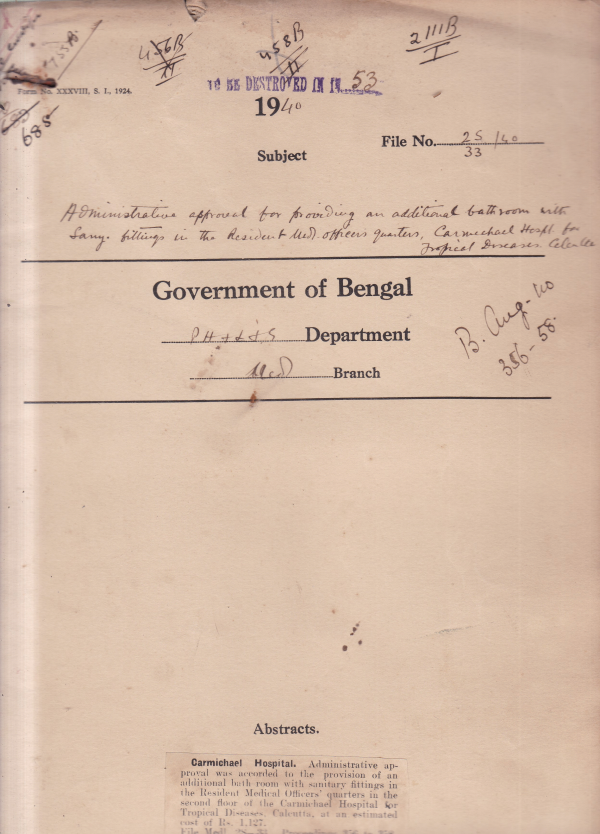 456B
II
458B
II
2111B
I
Form No. XXXVIII, S. I., 1924.
685
TO BE DESTROYED IN 53
1940
File No. 25/40
33
Subject
Administrative approval for providing an additional bathroom with
Sany. fittings in the Resident Med. officers quarters, Carmichael Hospl. for
Tropical Diseases. Calcutta
Government of Bengal
PH & LSG Department
Med Branch
B. Aug-40
356-58.
Abstracts.
Carmichael Hospital. Administrative ap-
proval was accorded to the provision of an
additional bath room with sanitary fittings in
the Resident Medical Officers' quarters in the
second floor of the Carmichael Hospital for
Tropical Diseases, Calcutta, at an estimated
cost of Rs. 1,127.